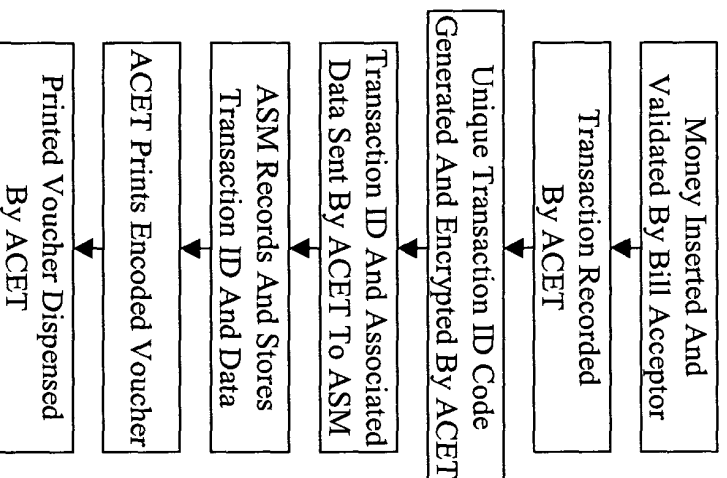 Money Inserted And
Validated By Bill Acceptor
Transaction Recorded
By ACET
Unique Transaction ID Code
Generated And Encrypted By ACET
Transaction ID And Associated
Data Sent By ACET To ASM
ASM Records And Stores
Transaction ID And Data
ACET Prints Encoded Voucher
Printed Voucher Dispensed
By ACET